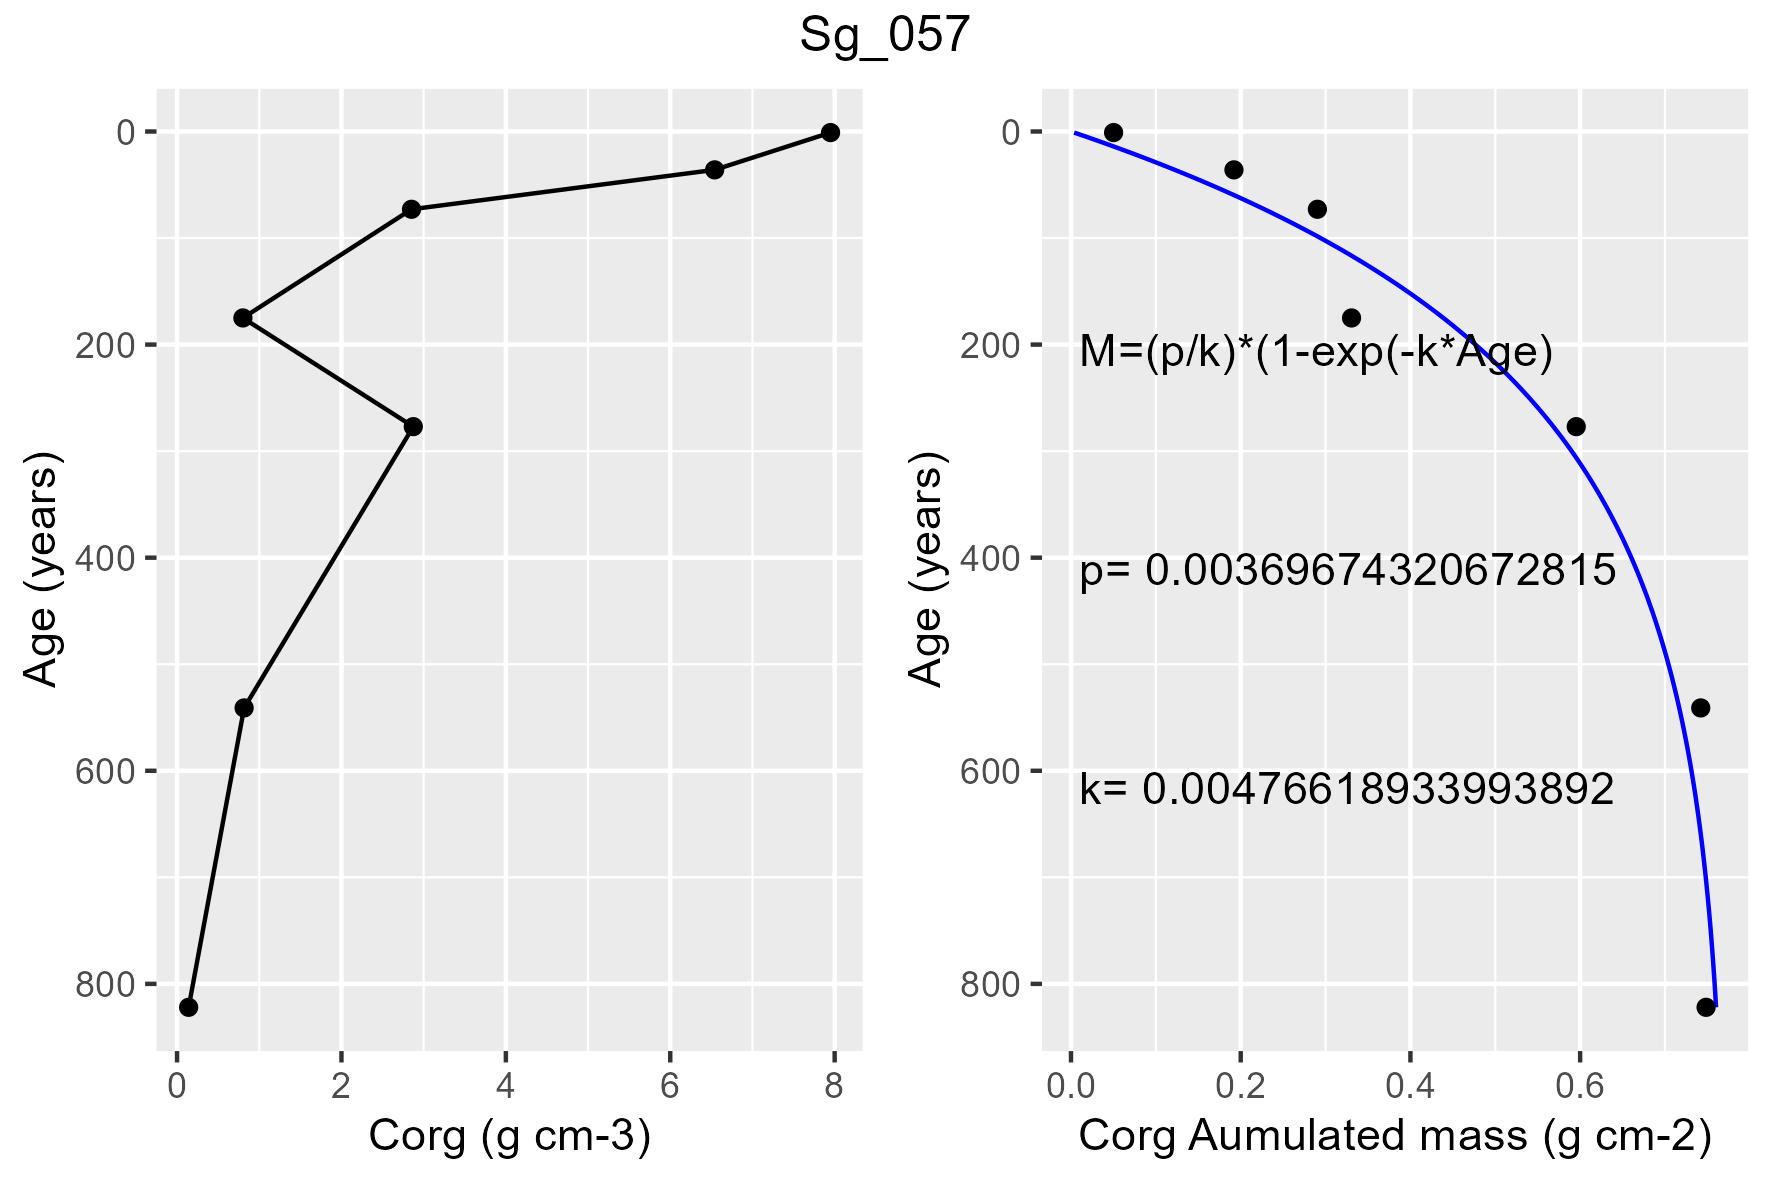 Sg_057
0
200
400
600
800
Age (years)
0 2 4 6 8
Corg (g cm-3)
0
200
400
600
800
Age (years)
M=(p/k)*(1-exp(-k*Age)
p= 0.00369674320672815
k= 0.00476618933993892
0.0 0.2 0.4 0.6
Corg Aumulated mass (g cm-2)